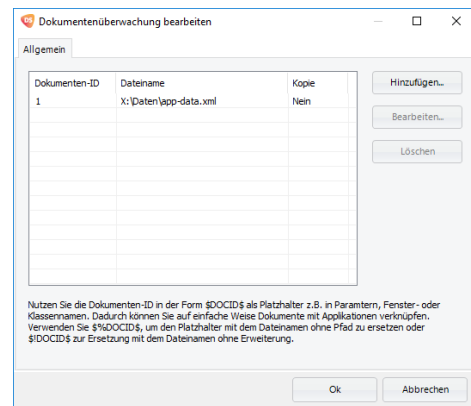 DS Dokumentenüberwachung bearbeiten
Allgemein
Dokumenten-ID Dateiname Kopie
1 X:\Daten\app-data.xml Nein
Hinzufügen...
Bearbeiten...
Löschen
Nutzen Sie die Dokumenten-ID in der Form $DOCID$ als Platzhalter z.B. in Paramtern, Fenster- oder
Klassennamen. Dadurch können Sie auf einfache Weise Dokumente mit Applikationen verknüpfen.
Verwenden Sie $%DOCID$, um den Platzhalter mit dem Dateinamen ohne Pfad zu ersetzen oder
$!DOCID$ zur Ersetzung mit dem Dateinamen ohne Erweiterung.
Ok Abbrechen